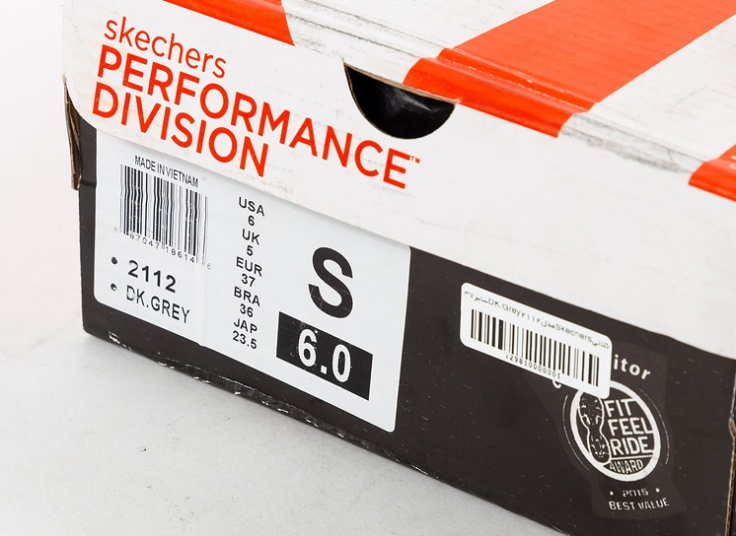 skechers
PERFORMANCE™
DIVISION
MADE IN VIETNAM
• 2112
• DK.GREY
USA
6
UK
5
EUR
37
BRA
36
JAP
23.5
S
6.0
itor
FIT
FEEL
RIDE
AWARD
• 2015 •
BEST VALUE